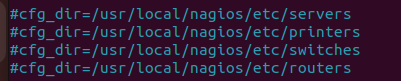 #cfg_dir=/usr/local/nagios/etc/servers
#cfg_dir=/usr/local/nagios/etc/printers
#cfg_dir=/usr/local/nagios/etc/switches
#cfg_dir=/usr/local/nagios/etc/routers